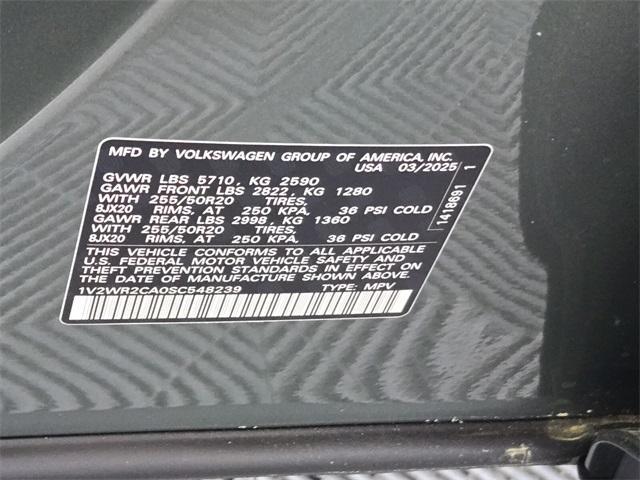 MFD BY VOLKSWAGEN GROUP OF AMERICA, INC.
USA 03/2025
GVWR LBS 5710, KG 2590
GAWR FRONT LBS 2822, KG 1280
WITH 255/50R20 TIRES,
8JX20 RIMS, AT 250 KPA, 36 PSI COLD
GAWR REAR LBS 2998, KG 1360
WITH 255/50R20 TIRES,
8JX20 RIMS, AT 250 KPA, 36 PSI COLD
THIS VEHICLE CONFORMS TO ALL APPLICABLE
U.S. FEDERAL MOTOR VEHICLE SAFETY AND
THEFT PREVENTION STANDARDS IN EFFECT ON
THE DATE OF MANUFACTURE SHOWN ABOVE.
1V2WR2CA0SC548239 TYPE: MPV
1418691 1